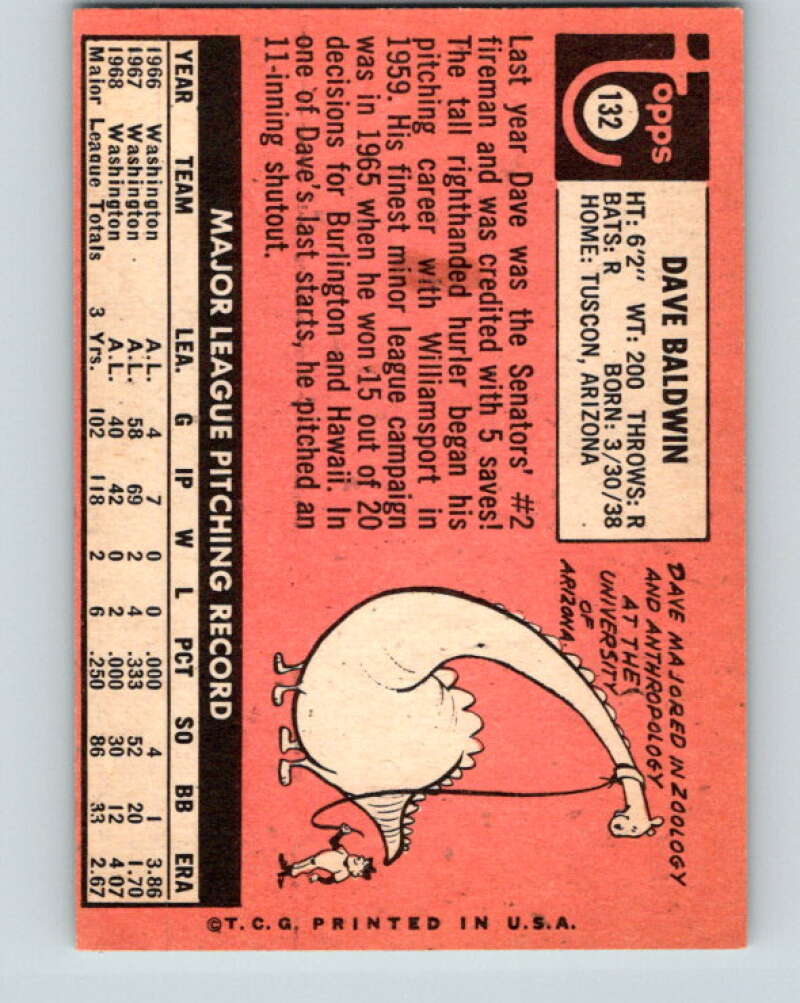 Topps
132
DAVE BALDWIN
HT: 6'2" WT: 200 THROWS: R
BATS: R BORN: 3/30/38
HOME: TUSCON, ARIZONA
Last year Dave was the Senators' #2
fireman and was credited with 5 saves!
The tall righthanded hurler began his
pitching career with Williamsport in
1959. His finest minor league campaign
was in 1965 when he won 15 out of 20
decisions for Burlington and Hawaii. In
one of Dave's last starts, he pitched an
11-inning shutout.
DAVE MAJORED IN ZOOLOGY
AND ANTHROPOLOGY
AT THE
UNIVERSITY
OF
ARIZONA.
MAJOR LEAGUE PITCHING RECORD
YEAR TEAM LEA. G IP W L PCT SO BB ERA
1966 Washington A.L. 4 7 0 0 .000 4 1 3.86
1967 Washington A.L. 58 69 2 4 .333 52 20 1.70
1968 Washington A.L. 40 42 0 2 .000 30 12 4.07
Major League Totals 3 Yrs. 102 118 2 6 .250 86 33 2.67
©T.C.G. PRINTED IN U.S.A.